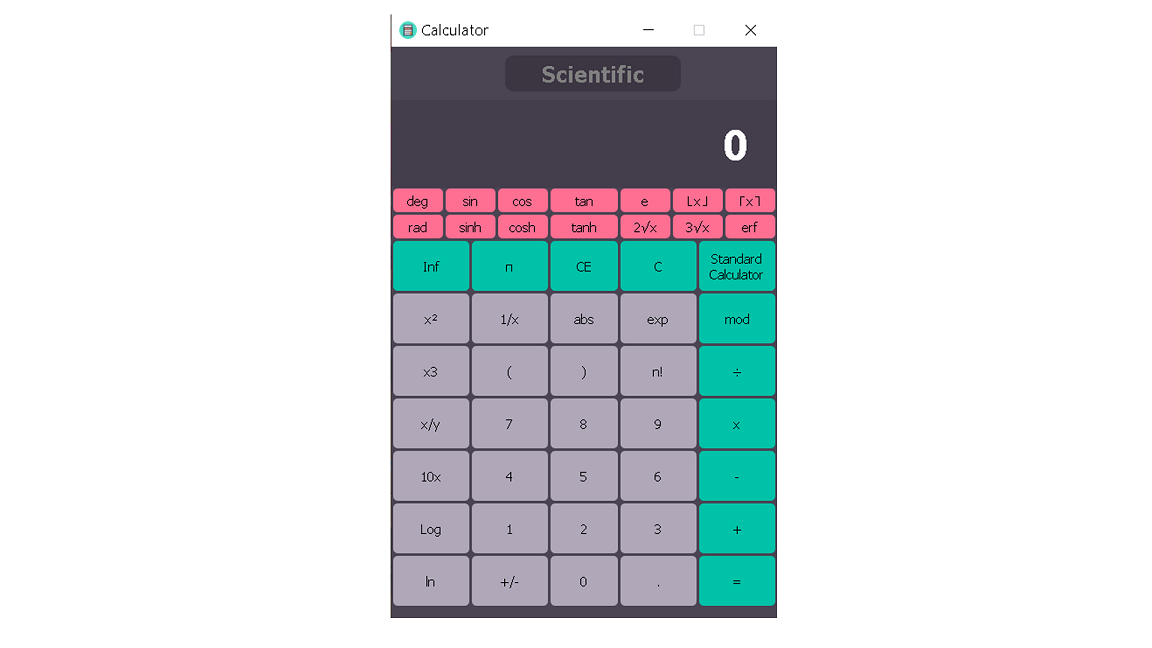 Calculator
Scientific
0
deg sin cos tan e ⌊x⌋ ⌈x⌉
rad sinh cosh tanh 2√x 3√x erf
Inf п CE C Standard
Calculator
x² 1/x abs exp mod
x3 ( ) n! ÷
x/y 7 8 9 x
10x 4 5 6 -
Log 1 2 3 +
ln +/- 0 . =